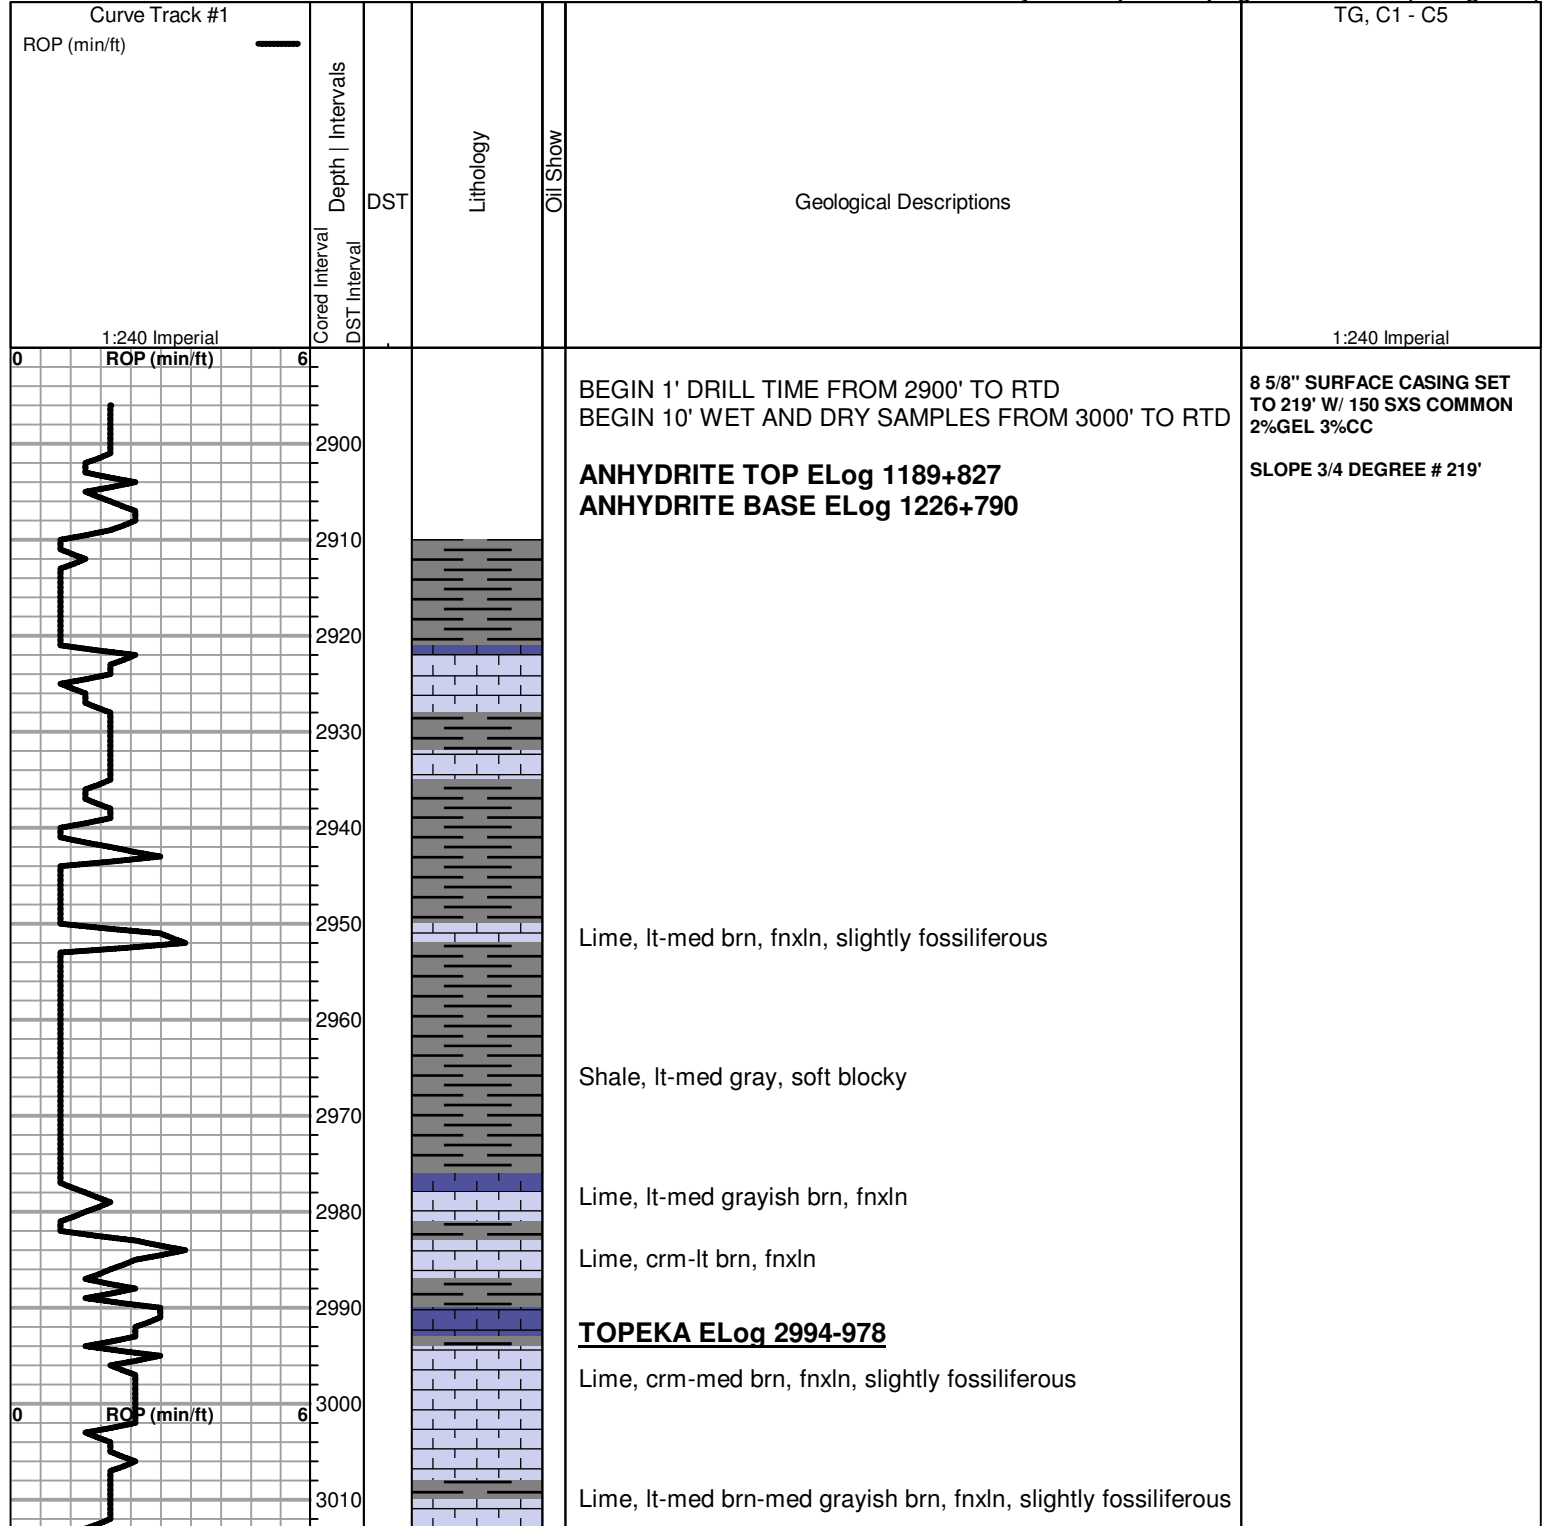 Curve Track #1
ROP (min/ft)
1:240 Imperial
Depth | Intervals
Cored Interval
DST Interval
DST
Lithology
Oil Show
Geological Descriptions
TG, C1 - C5
1:240 Imperial
0 ROP (min/ft) 6
BEGIN 1' DRILL TIME FROM 2900' TO RTD
BEGIN 10' WET AND DRY SAMPLES FROM 3000' TO RTD
8 5/8" SURFACE CASING SET
TO 219' W/ 150 SXS COMMON
2%GEL 3%CC
SLOPE 3/4 DEGREE # 219'
2900
ANHYDRITE TOP ELog 1189+827
ANHYDRITE BASE ELog 1226+790
2910
2920
2930
2940
2950
Lime, lt-med brn, fnxln, slightly fossiliferous
2960
Shale, lt-med gray, soft blocky
2970
Lime, lt-med grayish brn, fnxln
2980
Lime, crm-lt brn, fnxln
2990
TOPEKA ELog 2994-978
Lime, crm-med brn, fnxln, slightly fossiliferous
3000
0 ROP (min/ft) 6
3010
Lime, lt-med brn-med grayish brn, fnxln, slightly fossiliferous